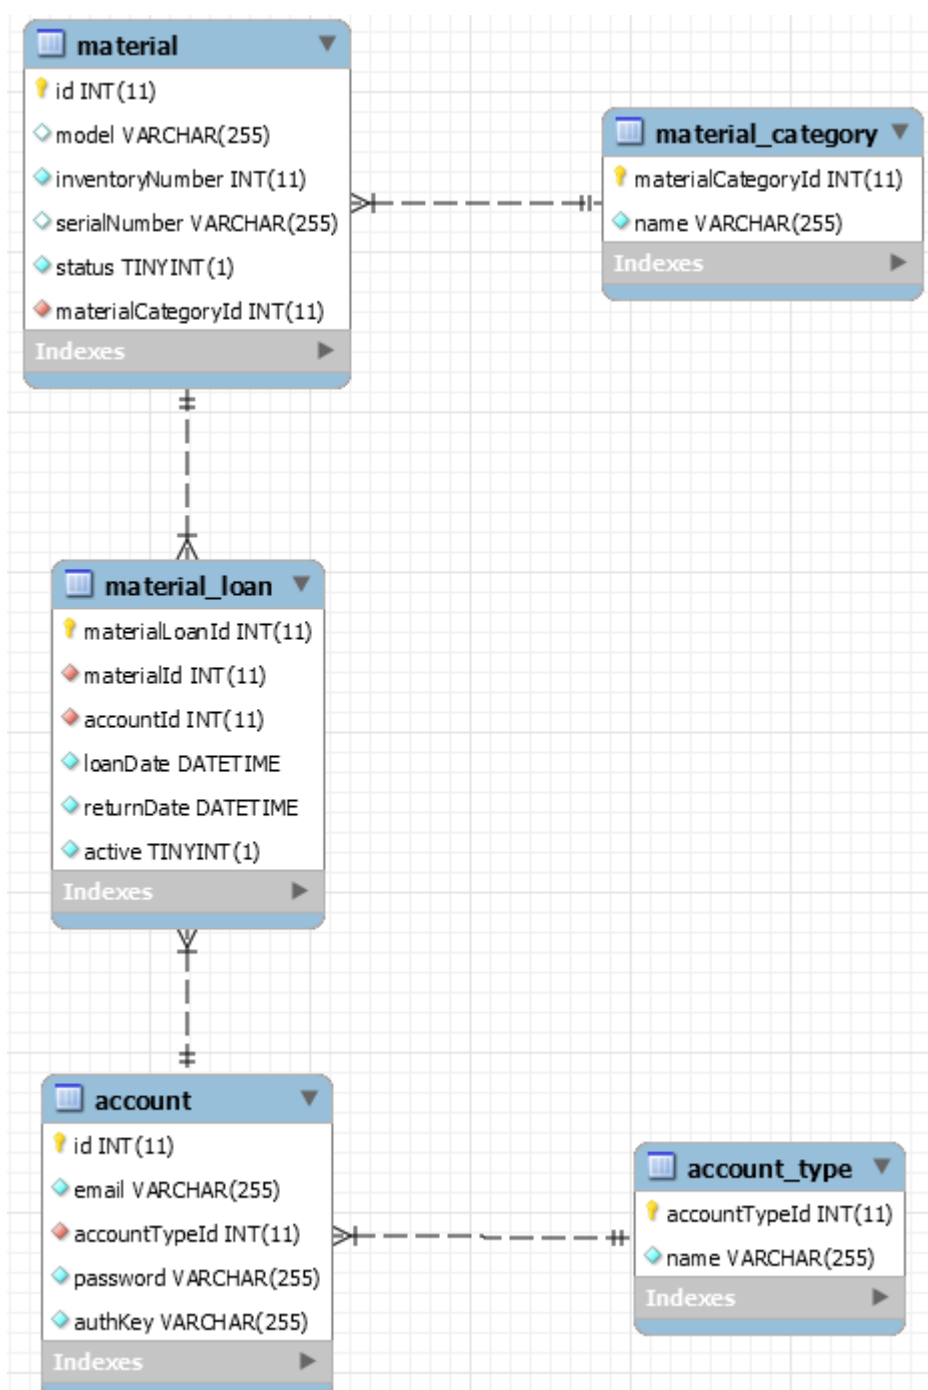 material
id INT(11)
model VARCHAR(255)
inventoryNumber INT(11)
serialNumber VARCHAR(255)
status TINYINT(1)
materialCategoryId INT(11)
Indexes
material_category
materialCategoryId INT(11)
name VARCHAR(255)
Indexes
material_loan
materialLoanId INT(11)
materialId INT(11)
accountId INT(11)
loanDate DATETIME
returnDate DATETIME
active TINYINT(1)
Indexes
account
id INT(11)
email VARCHAR(255)
accountTypeId INT(11)
password VARCHAR(255)
authKey VARCHAR(255)
Indexes
account_type
accountTypeId INT(11)
name VARCHAR(255)
Indexes